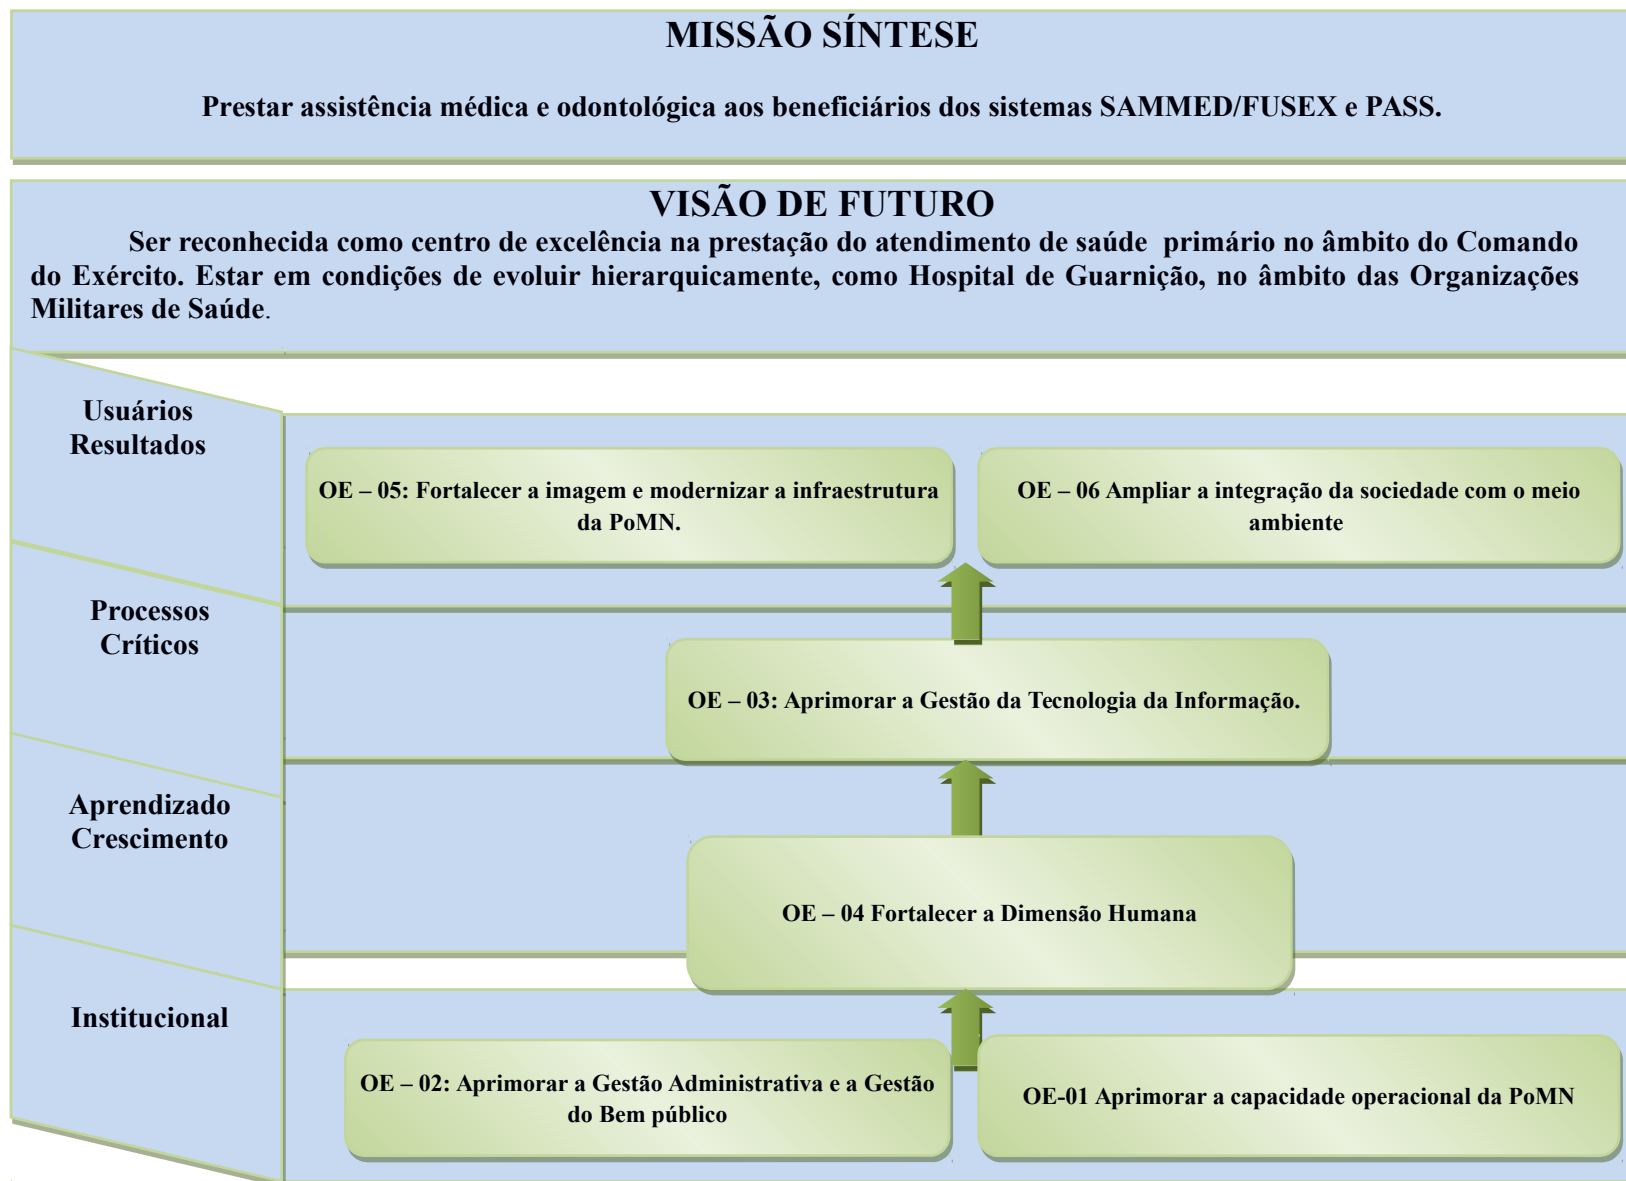 MISSÃO SÍNTESE
Prestar assistência médica e odontológica aos beneficiários dos sistemas SAMMED/FUSEX e PASS.
VISÃO DE FUTURO
Ser reconhecida como centro de excelência na prestação do atendimento de saúde primário no âmbito do Comando
do Exército. Estar em condições de evoluir hierarquicamente, como Hospital de Guarnição, no âmbito das Organizações
Militares de Saúde.
Usuários
Resultados
OE – 05: Fortalecer a imagem e modernizar a infraestrutura
da PoMN.
OE – 06 Ampliar a integração da sociedade com o meio
ambiente
Processos
Críticos
OE – 03: Aprimorar a Gestão da Tecnologia da Informação.
Aprendizado
Crescimento
OE – 04 Fortalecer a Dimensão Humana
Institucional
OE – 02: Aprimorar a Gestão Administrativa e a Gestão
do Bem público
OE-01 Aprimorar a capacidade operacional da PoMN